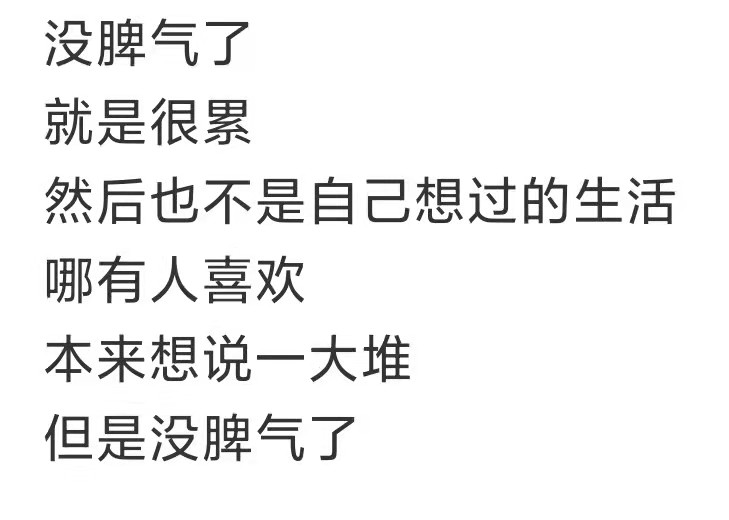 没脾气了
就是很累
然后也不是自己想过的生活
哪有人喜欢
本来想说一大堆
但是没脾气了